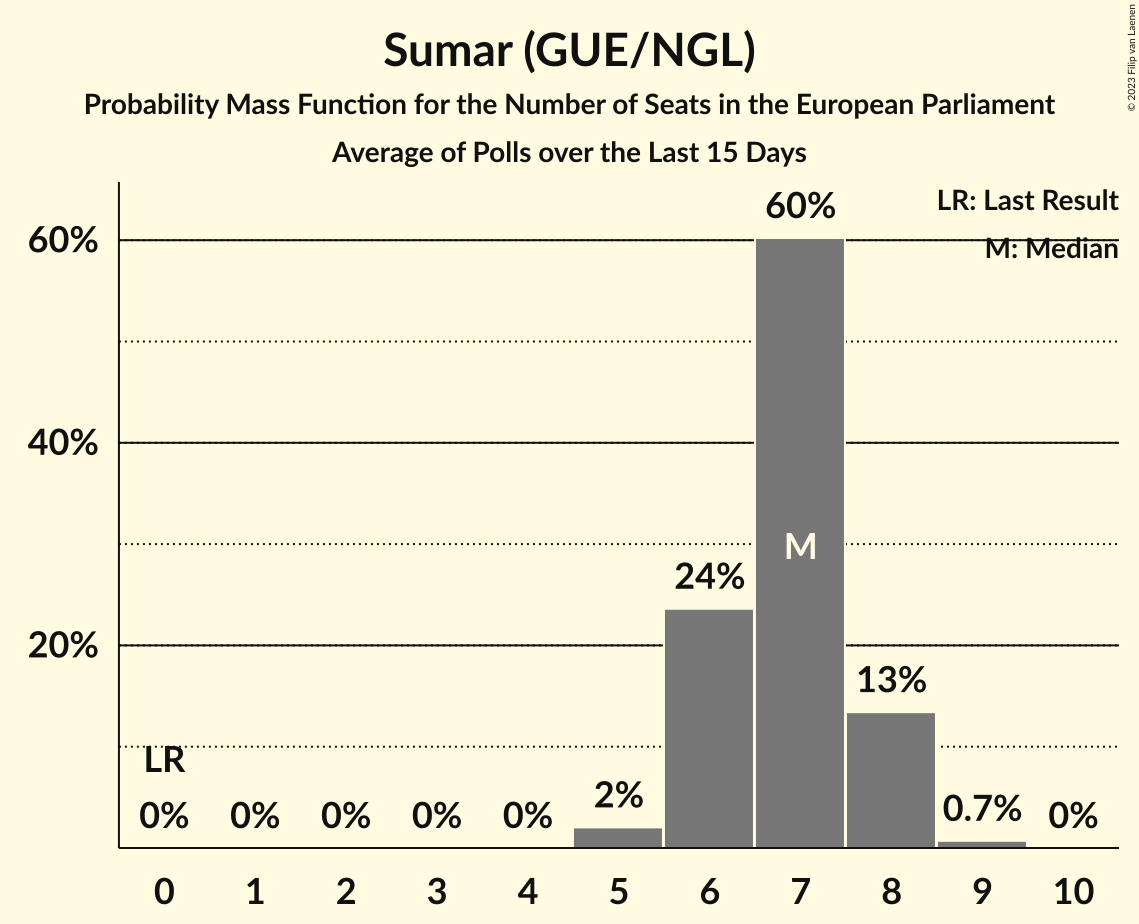 Sumar (GUE/NGL)
Probability Mass Function for the Number of Seats in the European Parliament
Average of Polls over the Last 15 Days
© 2023 Filip van Laenen
LR: Last Result
M: Median
60%
40%
20%
LR
0%
0%
0%
0%
0%
2%
24%
60%
M
13%
0.7%
0%
0 1 2 3 4 5 6 7 8 9 10